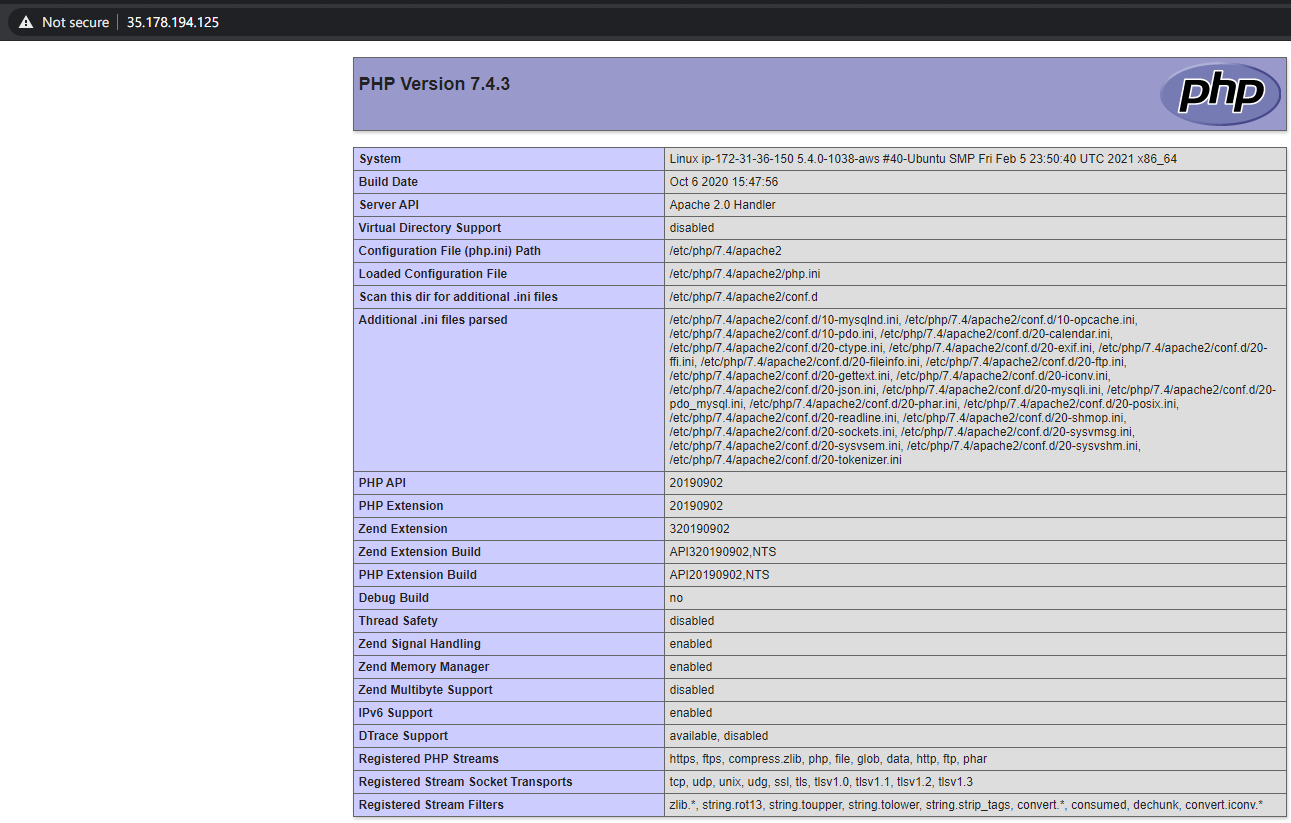 Not secure | 35.178.194.125
PHP Version 7.4.3
php
System Linux ip-172-31-36-150 5.4.0-1038-aws #40-Ubuntu SMP Fri Feb 5 23:50:40 UTC 2021 x86_64
Build Date Oct 6 2020 15:47:56
Server API Apache 2.0 Handler
Virtual Directory Support disabled
Configuration File (php.ini) Path /etc/php/7.4/apache2
Loaded Configuration File /etc/php/7.4/apache2/php.ini
Scan this dir for additional .ini files /etc/php/7.4/apache2/conf.d
Additional .ini files parsed /etc/php/7.4/apache2/conf.d/10-mysqlnd.ini, /etc/php/7.4/apache2/conf.d/10-opcache.ini,
/etc/php/7.4/apache2/conf.d/10-pdo.ini, /etc/php/7.4/apache2/conf.d/20-calendar.ini,
/etc/php/7.4/apache2/conf.d/20-ctype.ini, /etc/php/7.4/apache2/conf.d/20-exif.ini, /etc/php/7.4/apache2/conf.d/20-
ffi.ini, /etc/php/7.4/apache2/conf.d/20-fileinfo.ini, /etc/php/7.4/apache2/conf.d/20-ftp.ini,
/etc/php/7.4/apache2/conf.d/20-gettext.ini, /etc/php/7.4/apache2/conf.d/20-iconv.ini,
/etc/php/7.4/apache2/conf.d/20-json.ini, /etc/php/7.4/apache2/conf.d/20-mysqli.ini, /etc/php/7.4/apache2/conf.d/20-
pdo_mysql.ini, /etc/php/7.4/apache2/conf.d/20-phar.ini, /etc/php/7.4/apache2/conf.d/20-posix.ini,
/etc/php/7.4/apache2/conf.d/20-readline.ini, /etc/php/7.4/apache2/conf.d/20-shmop.ini,
/etc/php/7.4/apache2/conf.d/20-sockets.ini, /etc/php/7.4/apache2/conf.d/20-sysvmsg.ini,
/etc/php/7.4/apache2/conf.d/20-sysvsem.ini, /etc/php/7.4/apache2/conf.d/20-sysvshm.ini,
/etc/php/7.4/apache2/conf.d/20-tokenizer.ini
PHP API 20190902
PHP Extension 20190902
Zend Extension 320190902
Zend Extension Build API320190902,NTS
PHP Extension Build API20190902,NTS
Debug Build no
Thread Safety disabled
Zend Signal Handling enabled
Zend Memory Manager enabled
Zend Multibyte Support disabled
IPv6 Support enabled
DTrace Support available, disabled
Registered PHP Streams https, ftps, compress.zlib, php, file, glob, data, http, ftp, phar
Registered Stream Socket Transports tcp, udp, unix, udg, ssl, tls, tlsv1.0, tlsv1.1, tlsv1.2, tlsv1.3
Registered Stream Filters zlib.*, string.rot13, string.toupper, string.tolower, string.strip_tags, convert.*, consumed, dechunk, convert.iconv.*